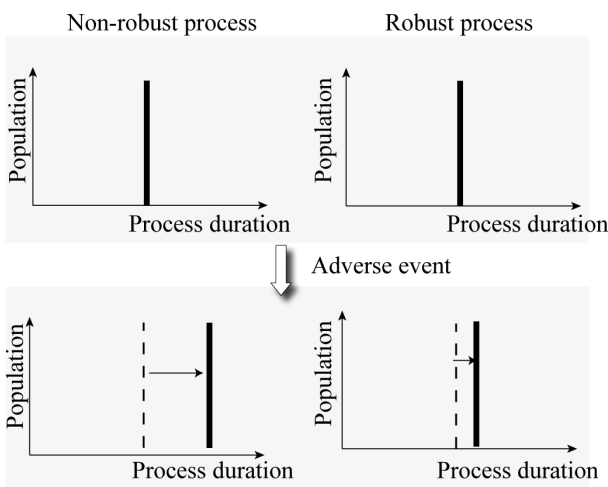 Non-robust process
Robust process
Population
Population
Process duration
Process duration
Adverse event
Population
Population
Process duration
Process duration